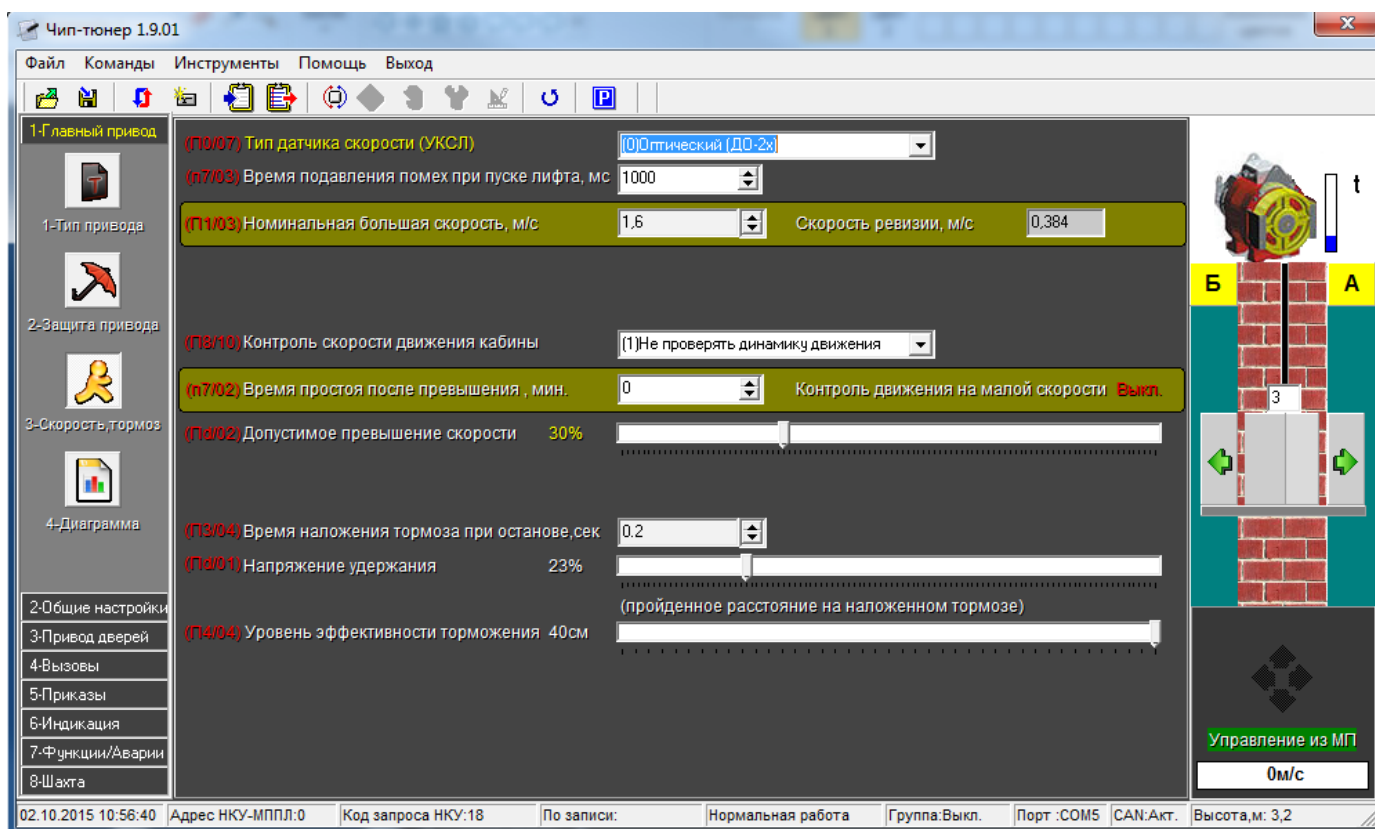 Чип-тюнер 1.9.01
Файл Команды Инструменты Помощь Выход
1-Главный привод
1-Тип привода
2-Защита привода
3-Скорость,тормоз
4-Диаграмма
2-Общие настройки
3-Привод дверей
4-Вызовы
5-Приказы
6-Индикация
7-Функции/Аварии
8-Шахта
(П0/07) Тип датчика скорости (УКСЛ) (0)Оптический (ДО-2х)
(п7/03) Время подавления помех при пуске лифта, мс 1000
(П1/03) Номинальная большая скорость, м/с 1,6 Скорость ревизии, м/с 0,384
(П8/10) Контроль скорости движения кабины (1)Не проверять динамику движения
(п7/02) Время простоя после превышения , мин. 0 Контроль движения на малой скорости Выкл.
(Пd/02) Допустимое превышение скорости 30%
(П3/04) Время наложения тормоза при останове,сек 0.2
(Пd/01) Напряжение удержания 23%
(пройденное расстояние на наложенном тормозе)
(П4/04) Уровень эффективности торможения 40см
t
Б А
3
Управление из МП
0м/с
02.10.2015 10:56:40 Адрес НКУ-МППЛ:0 Код запроса НКУ:18 По записи: Нормальная работа Группа:Выкл. Порт :COM5 CAN:Акт. Высота,м: 3,2